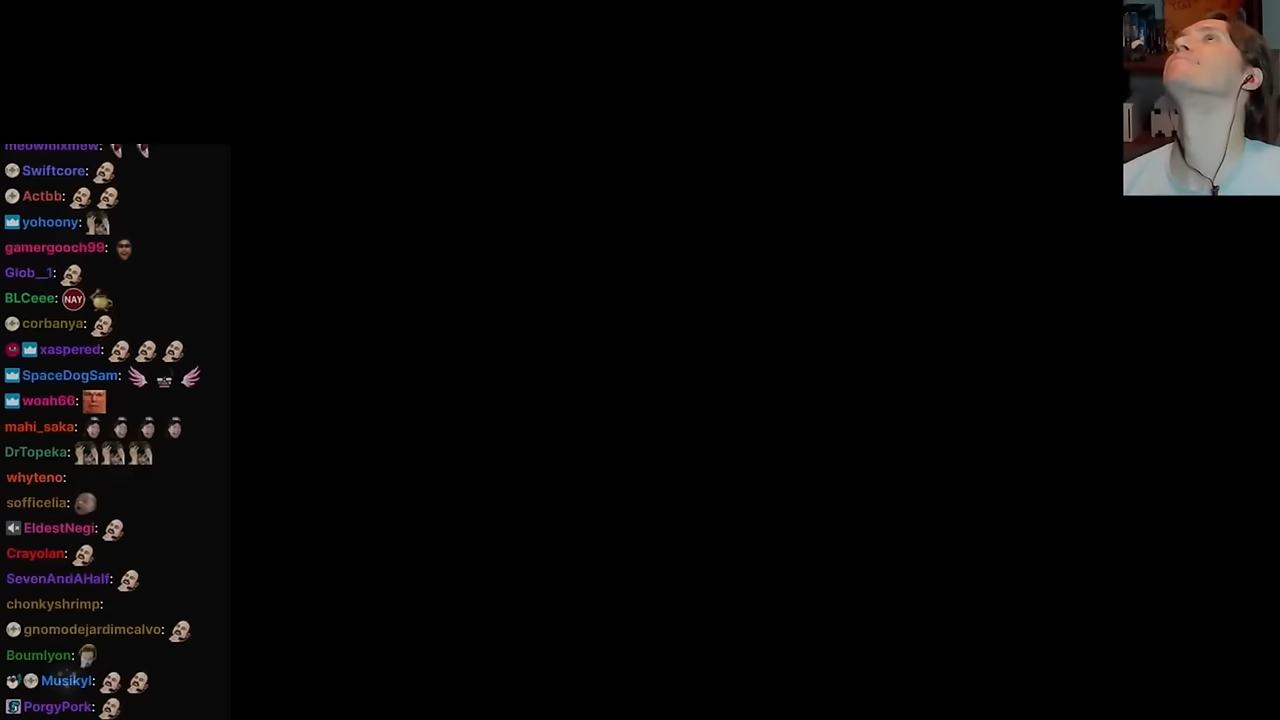 meowmixmew:
Swiftcore:
Actbb:
yohoony:
gamergooch99:
Giob__1:
BLCeee: NAY
corbanya:
xaspered:
SpaceDogSam:
woah66:
mahi_saka:
DrTopeka:
whyteno:
sofficelia:
EldestNegi:
Crayolan:
SevenAndAHalf:
chonkyshrimp:
gnomodejardimcalvo:
Boumlyon:
Musikyl:
PorgyPork: